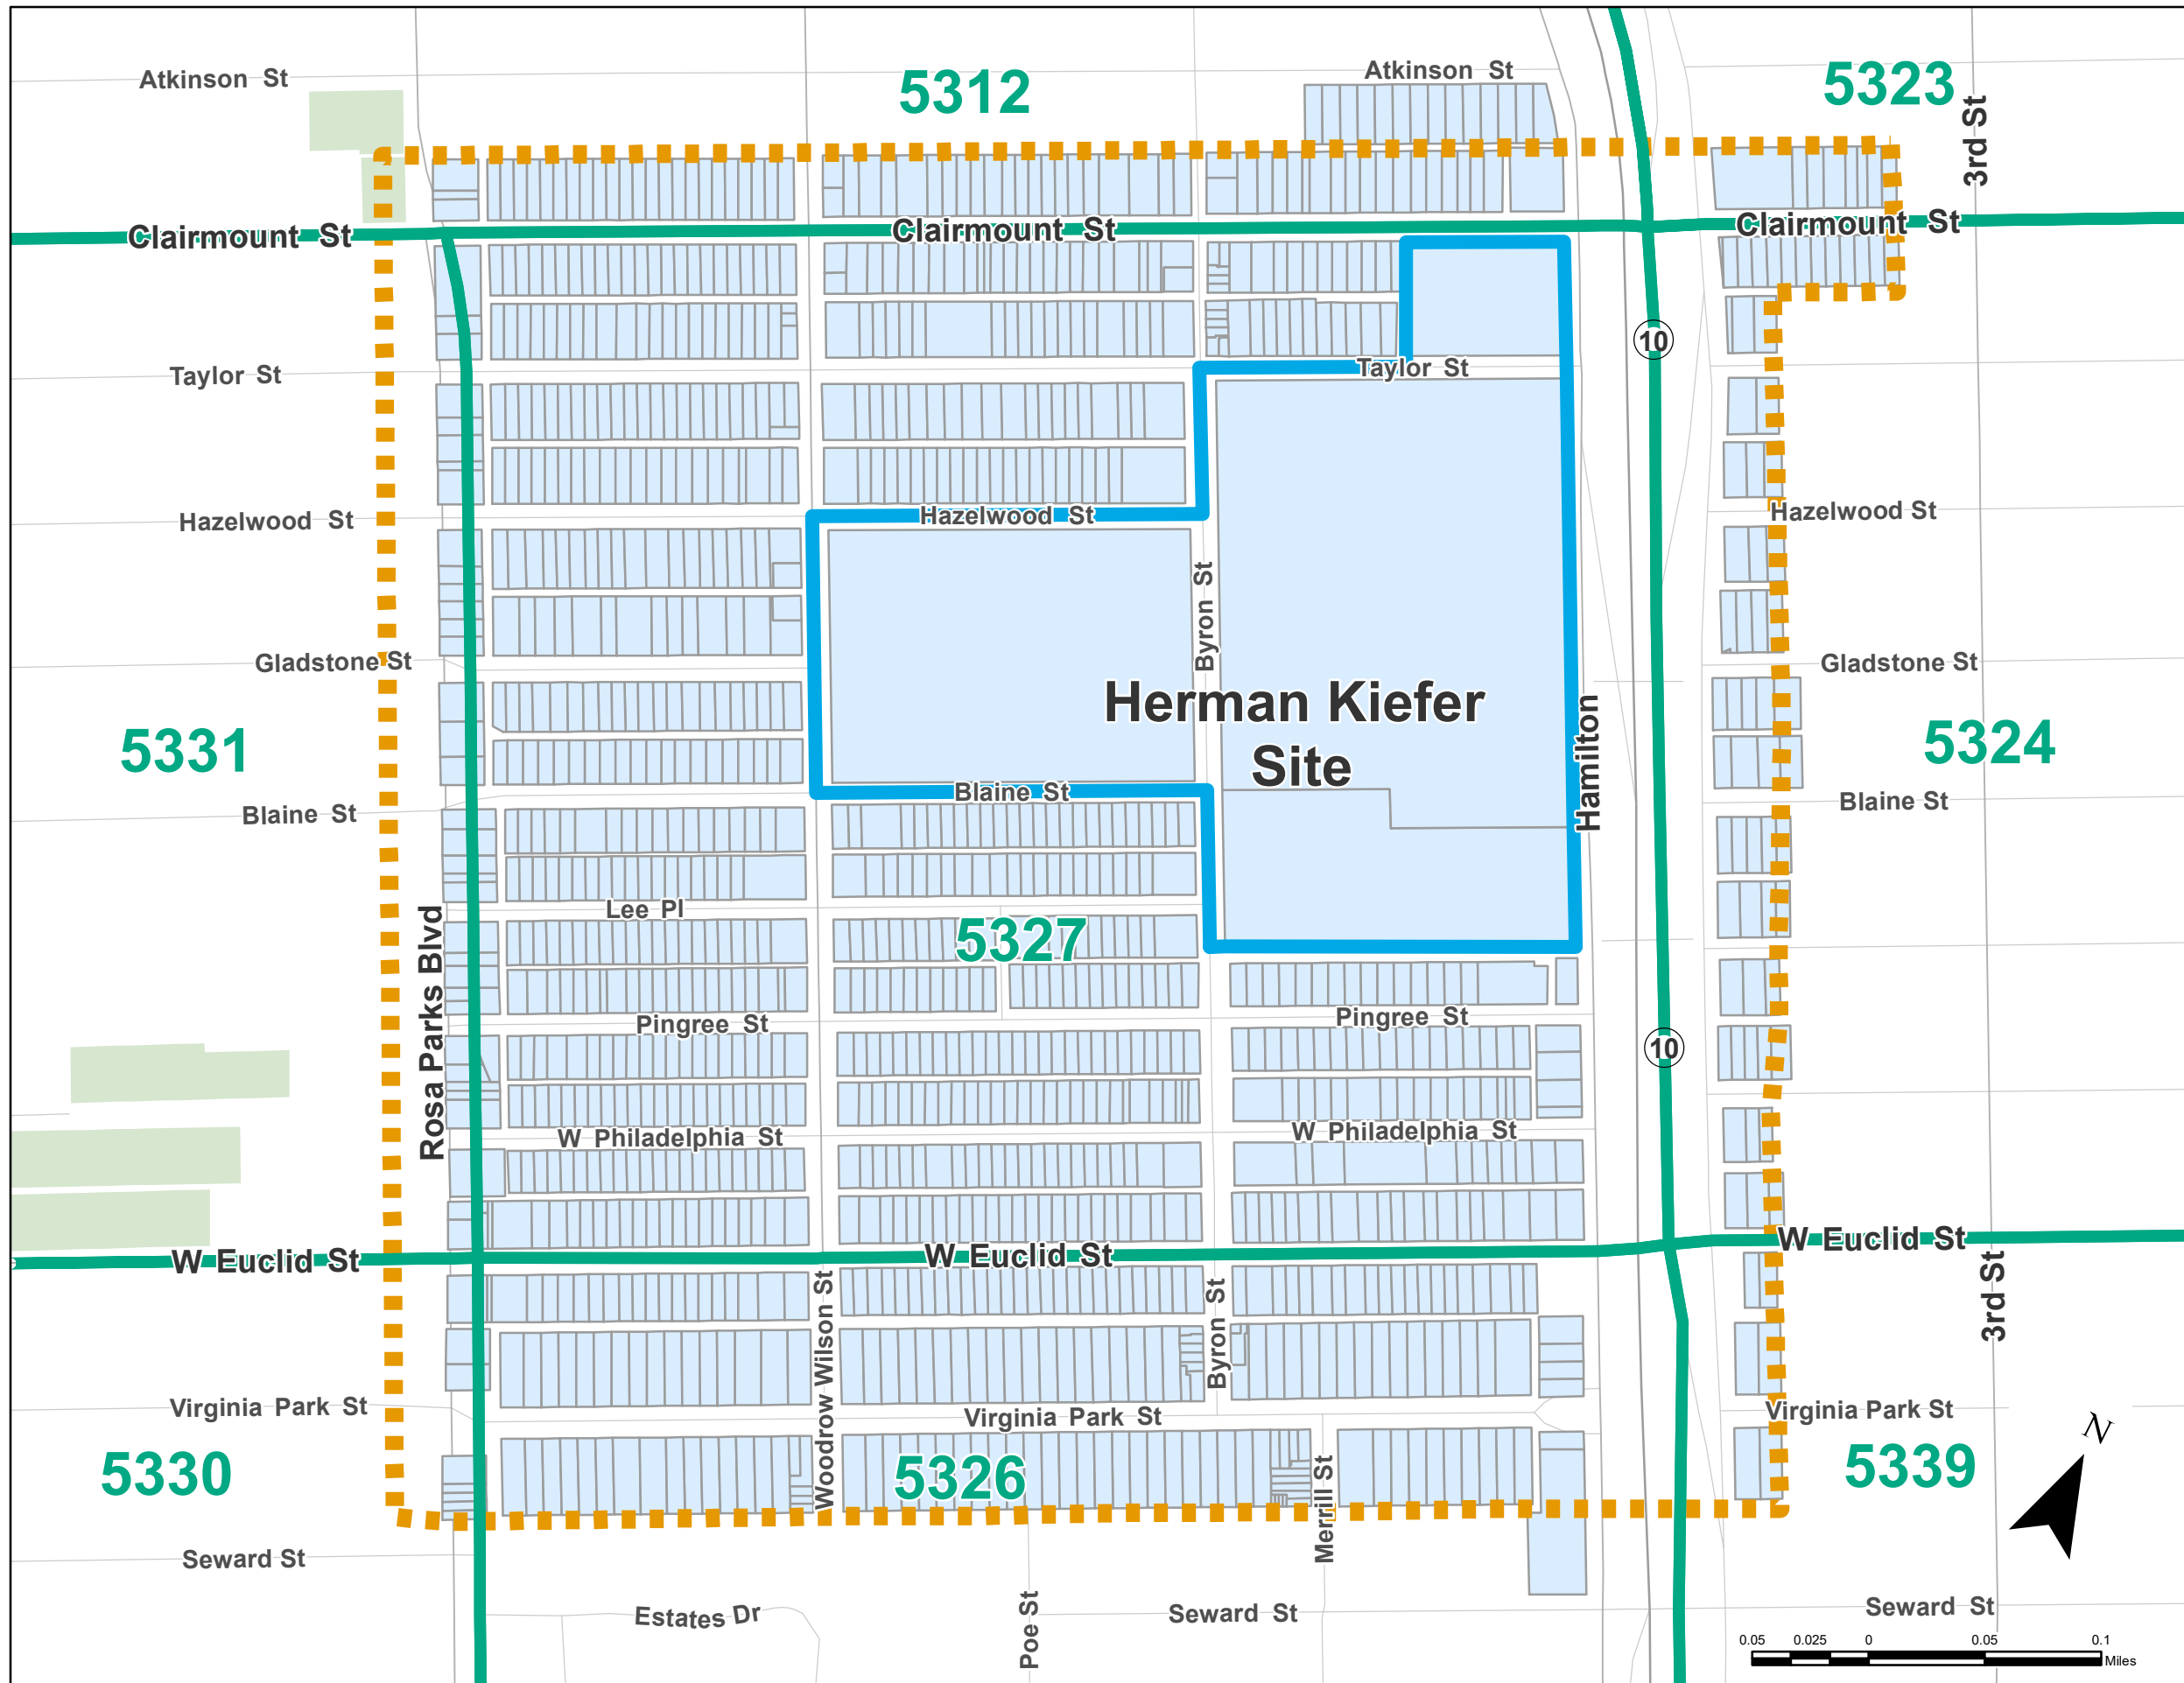 Atkinson St
5312
Atkinson St
5323
3rd St
Clairmount St
Clairmount St
Clairmount St
10
Taylor St
Taylor St
Hazelwood St
Hazelwood St
Hazelwood St
Byron St
Gladstone St
Gladstone St
Herman Kiefer
Site
Hamilton
5331
5324
Blaine St
Blaine St
Blaine St
Lee Pl
5327
Rosa Parks Blvd
Pingree St
Pingree St
10
W Philadelphia St
W Philadelphia St
W Euclid St
W Euclid St
W Euclid St
3rd St
Woodrow Wilson St
Byron St
Virginia Park St
Virginia Park St
Virginia Park St
N
5330
5326
5339
Merrill St
Seward St
Estates Dr
Poe St
Seward St
Seward St
0.05 0.025 0 0.05 0.1
Miles